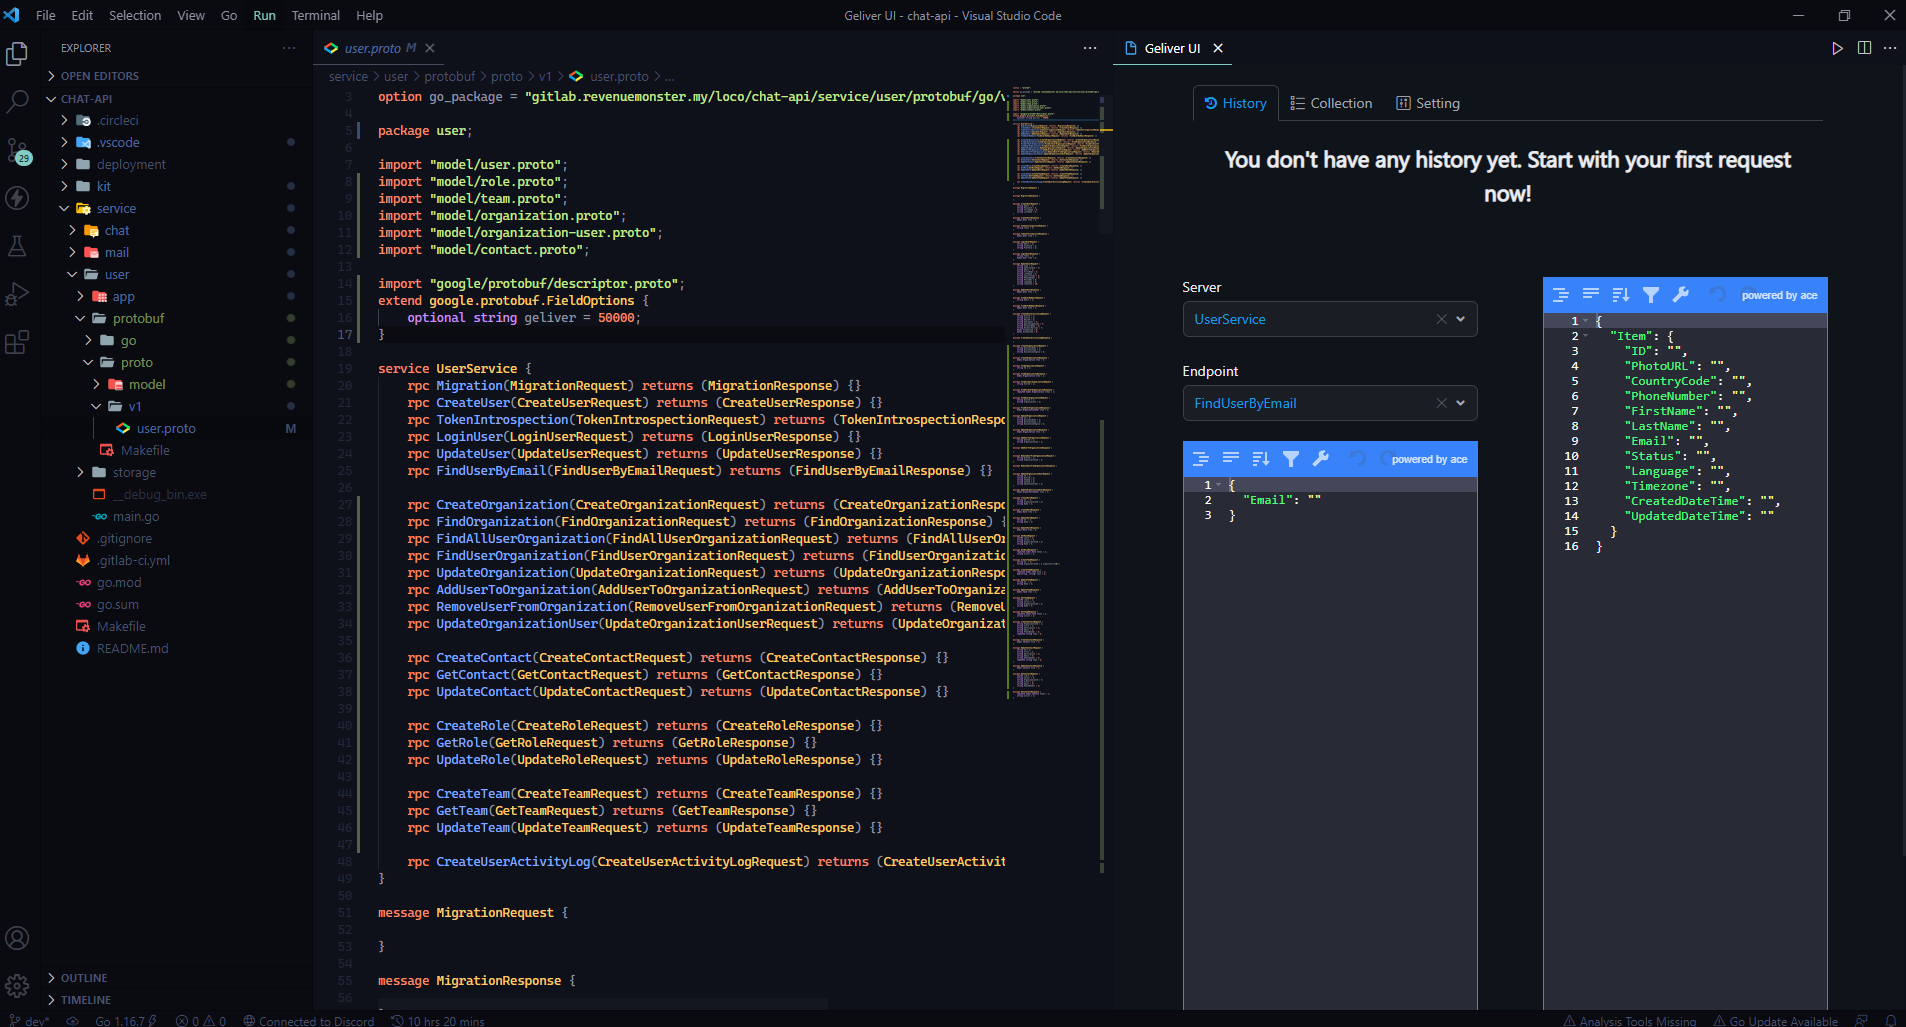 File Edit Selection View Go Run Terminal Help
Geliver UI - chat-api - Visual Studio Code
EXPLORER
OPEN EDITORS
CHAT-API
.circleci
.vscode
deployment
kit
service
chat
mail
user
app
protobuf
go
proto
model
v1
user.proto M
Makefile
storage
__debug_bin.exe
main.go
.gitignore
.gitlab-ci.yml
go.mod
go.sum
Makefile
README.md
OUTLINE
TIMELINE
29
user.proto M
service > user > protobuf > proto > v1 > user.proto > ...
3 option go_package = "gitlab.revenuemonster.my/loco/chat-api/service/user/protobuf/go/v
4
5 package user;
6
7 import "model/user.proto";
8 import "model/role.proto";
9 import "model/team.proto";
10 import "model/organization.proto";
11 import "model/organization-user.proto";
12 import "model/contact.proto";
13
14 import "google/protobuf/descriptor.proto";
15 extend google.protobuf.FieldOptions {
16 optional string geliver = 50000;
17 }
18
19 service UserService {
20 rpc Migration(MigrationRequest) returns (MigrationResponse) {}
21 rpc CreateUser(CreateUserRequest) returns (CreateUserResponse) {}
22 rpc TokenIntrospection(TokenIntrospectionRequest) returns (TokenIntrospectionResp
23 rpc LoginUser(LoginUserRequest) returns (LoginUserResponse) {}
24 rpc UpdateUser(UpdateUserRequest) returns (UpdateUserResponse) {}
25 rpc FindUserByEmail(FindUserByEmailRequest) returns (FindUserByEmailResponse) {}
26
27 rpc CreateOrganization(CreateOrganizationRequest) returns (CreateOrganizationResp
28 rpc FindOrganization(FindOrganizationRequest) returns (FindOrganizationResponse) {
29 rpc FindAllUserOrganization(FindAllUserOrganizationRequest) returns (FindAllUserOr
30 rpc FindUserOrganization(FindUserOrganizationRequest) returns (FindUserOrganizatio
31 rpc UpdateOrganization(UpdateOrganizationRequest) returns (UpdateOrganizationResp
32 rpc AddUserToOrganization(AddUserToOrganizationRequest) returns (AddUserToOrganiza
33 rpc RemoveUserFromOrganization(RemoveUserFromOrganizationRequest) returns (RemoveU
34 rpc UpdateOrganizationUser(UpdateOrganizationUserRequest) returns (UpdateOrganizat
35
36 rpc CreateContact(CreateContactRequest) returns (CreateContactResponse) {}
37 rpc GetContact(GetContactRequest) returns (GetContactResponse) {}
38 rpc UpdateContact(UpdateContactRequest) returns (UpdateContactResponse) {}
39
40 rpc CreateRole(CreateRoleRequest) returns (CreateRoleResponse) {}
41 rpc GetRole(GetRoleRequest) returns (GetRoleResponse) {}
42 rpc UpdateRole(UpdateRoleRequest) returns (UpdateRoleResponse) {}
43
44 rpc CreateTeam(CreateTeamRequest) returns (CreateTeamResponse) {}
45 rpc GetTeam(GetTeamRequest) returns (GetTeamResponse) {}
46 rpc UpdateTeam(UpdateTeamRequest) returns (UpdateTeamResponse) {}
47
48 rpc CreateUserActivityLog(CreateUserActivityLogRequest) returns (CreateUserActivit
49 }
50
51 message MigrationRequest {
52
53 }
54
55 message MigrationResponse {
56
Geliver UI
History Collection Setting
You don't have any history yet. Start with your first request
now!
Server
UserService
Endpoint
FindUserByEmail
powered by ace
1 {
2 "Email": ""
3 }
powered by ace
1 {
2 "Item": {
3 "ID": "",
4 "PhotoURL": "",
5 "CountryCode": "",
6 "PhoneNumber": "",
7 "FirstName": "",
8 "LastName": "",
9 "Email": "",
10 "Status": "",
11 "Language": "",
12 "Timezone": "",
13 "CreatedDateTime": "",
14 "UpdatedDateTime": ""
15 }
16 }
dev* Go 1.16.7 0 0 Connected to Discord 10 hrs 20 mins
Analysis Tools Missing Go Update Available